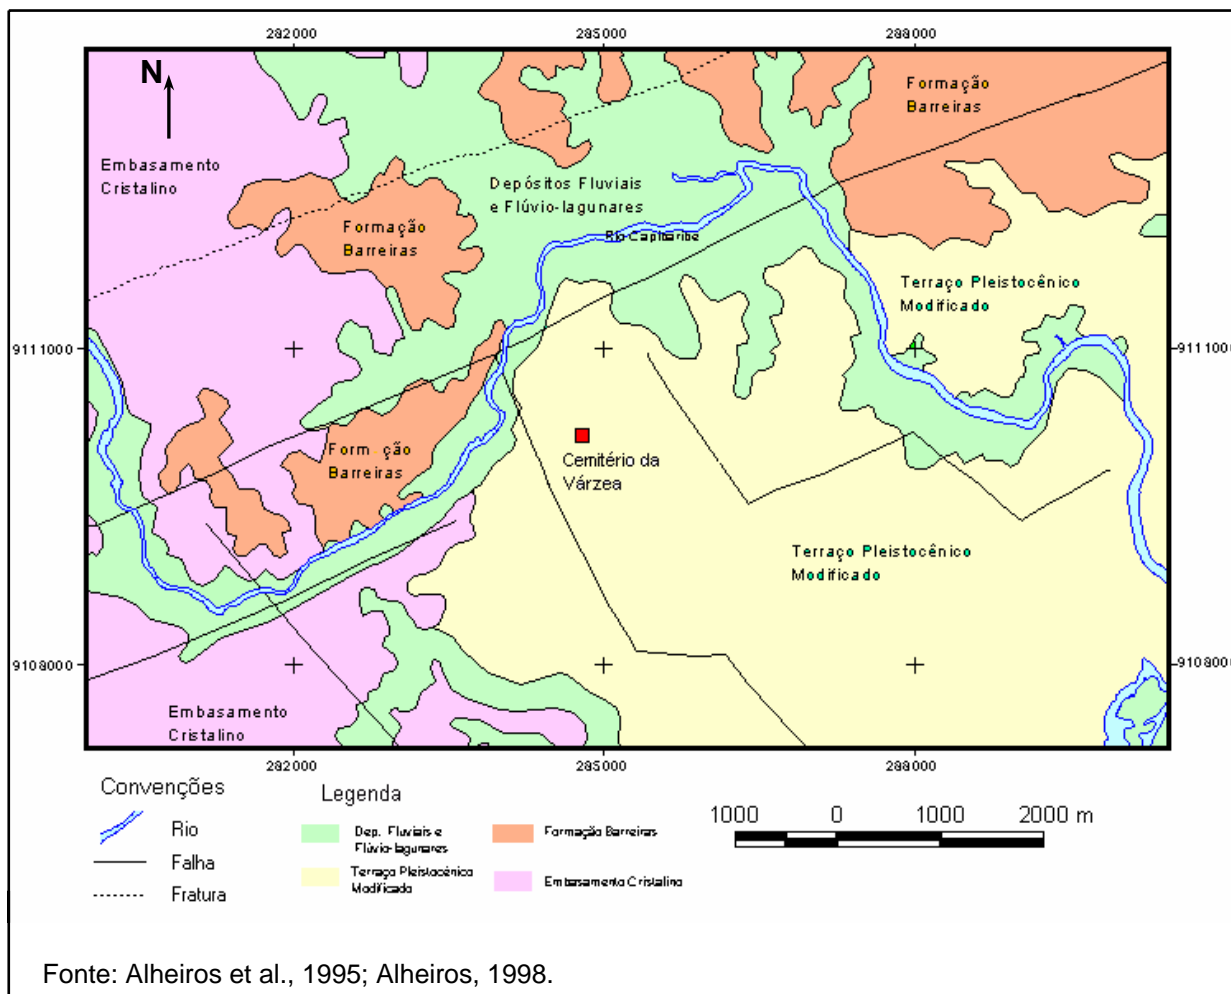 282000
285000
288000
N
Formação
Barreiras
Embasamento
Cristalino
Depósitos Fluviais
e Flúvio-lagunares
Formação
Barreiras
Rio Capibaribe
Terraço Pleistocênico
Modificado
9111000
9111000
Form ção
Barreiras
Cemitério da
Várzea
Terraço Pleistocênico
Modificado
9108000
9108000
Embasamento
Cristalino
282000
285000
288000
Convenções
Rio
Falha
Fratura
Legenda
Dep. Fluviais e
Flúvio-lagunares
Formação Barreiras
Terraço Pleistocênico
Modificado
Embasamento Cristalino
1000 0 1000 2000 m
Fonte: Alheiros et al., 1995; Alheiros, 1998.